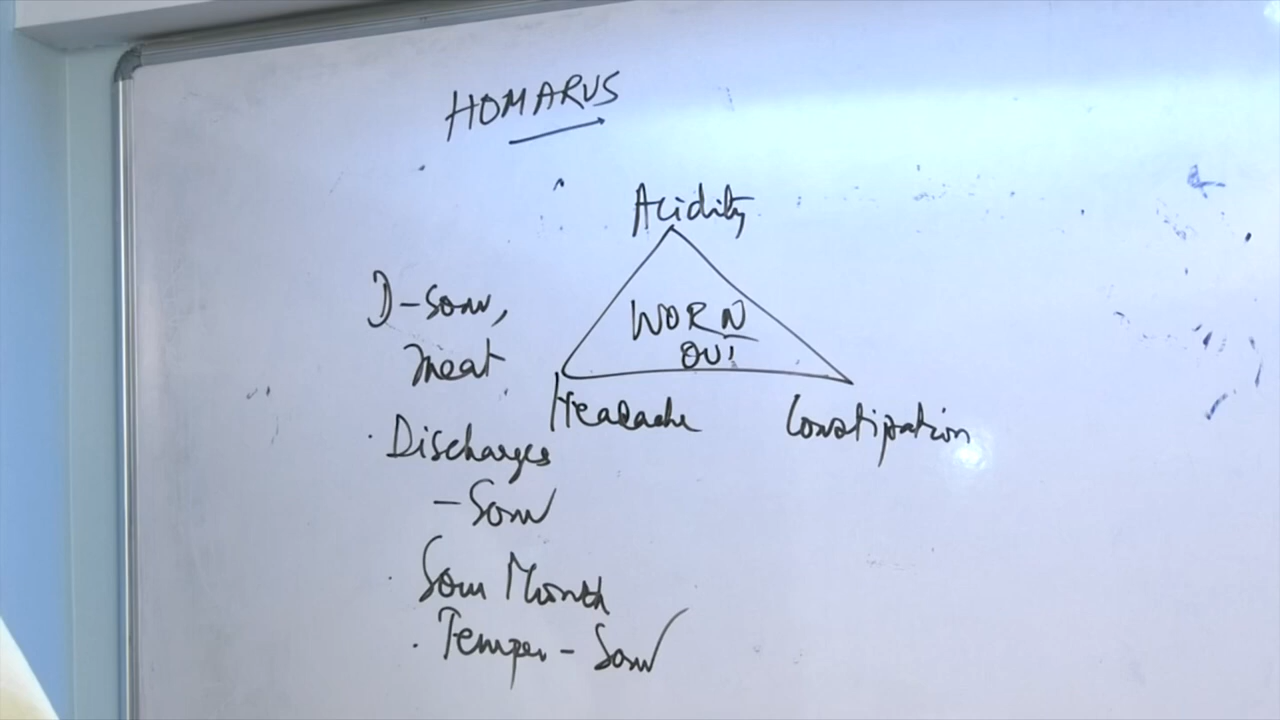 HOMARUS
Acidity
WORN
OUT
Headache
Constipation
D-Sour,
meat
Discharges
- Sour
Sour Mouth
Temper - Sour